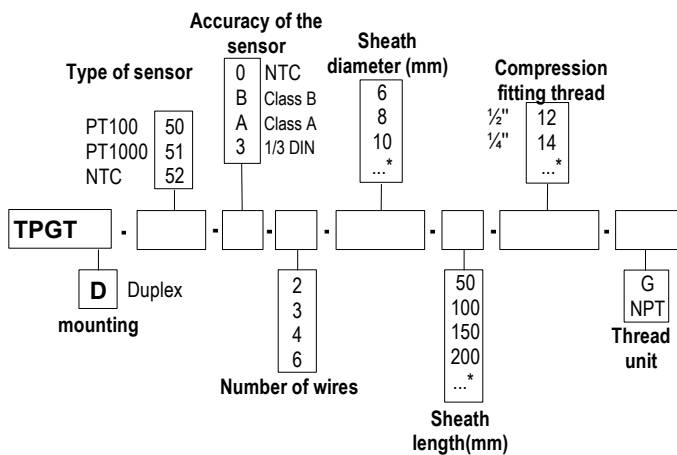 Accuracy of the
sensor
Type of sensor
Sheath
diameter (mm)
Compression
fitting thread
0 NTC
B Class B
A Class A
3 1/3 DIN
PT100 50
PT1000 51
NTC 52
6
8
10
...*
½" 12
¼" 14
...*
TPGT - - - - - - -
D Duplex
mounting
2
3
4
6
Number of wires
50
100
150
200
...*
Sheath
length(mm)
G
NPT
Thread
unit